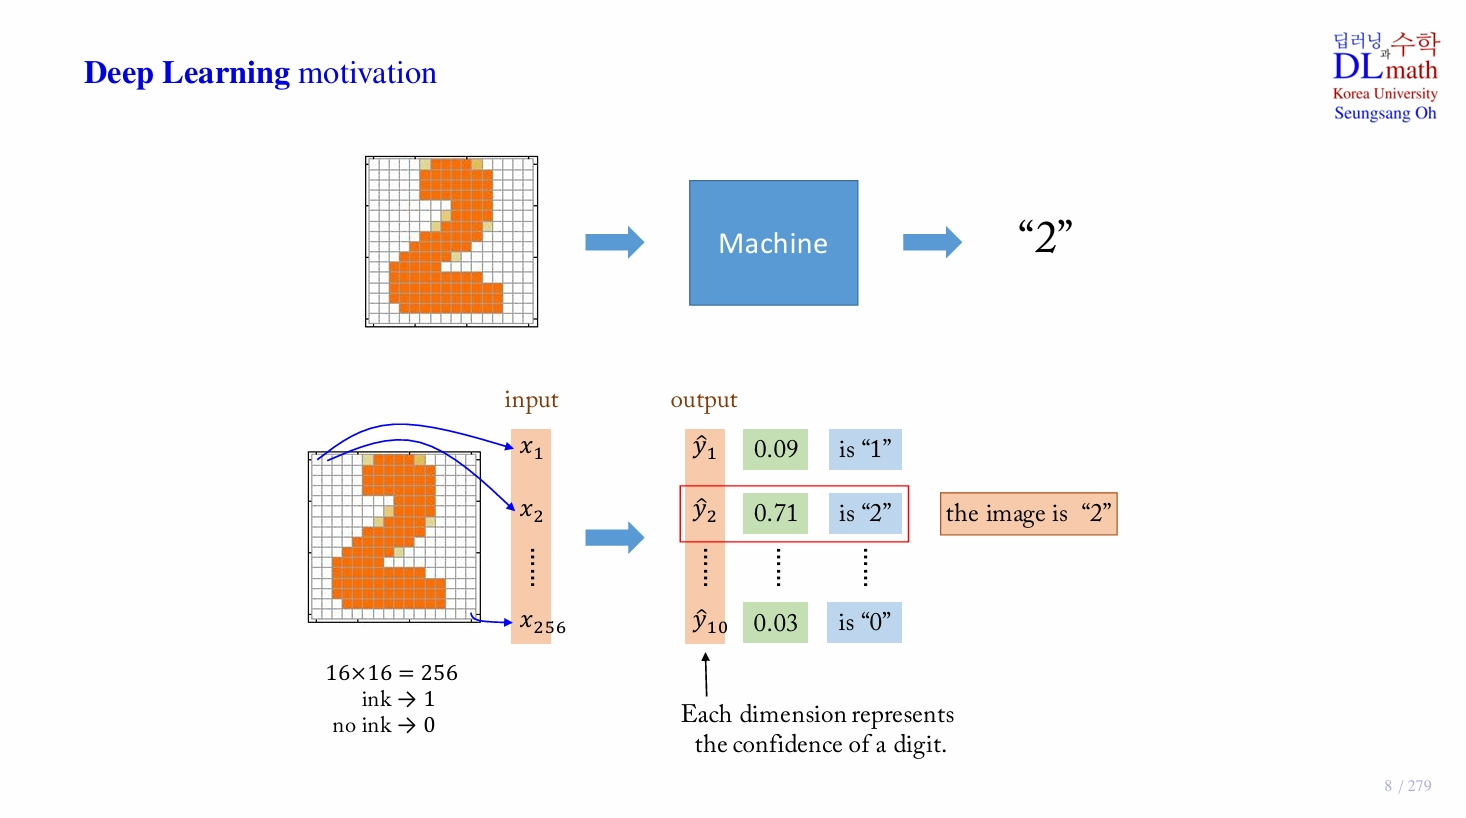 Deep Learning motivation
딥러닝과 수학
DL math
Korea University
Seungsang Oh
Machine
“2”
input
output
x₁
x₂
x₂₅₆
ŷ₁ 0.09 is “1”
ŷ₂ 0.71 is “2”
the image is “2”
ŷ₁₀ 0.03 is “0”
16×16 = 256
ink → 1
no ink → 0
Each dimension represents
the confidence of a digit.
8 / 279